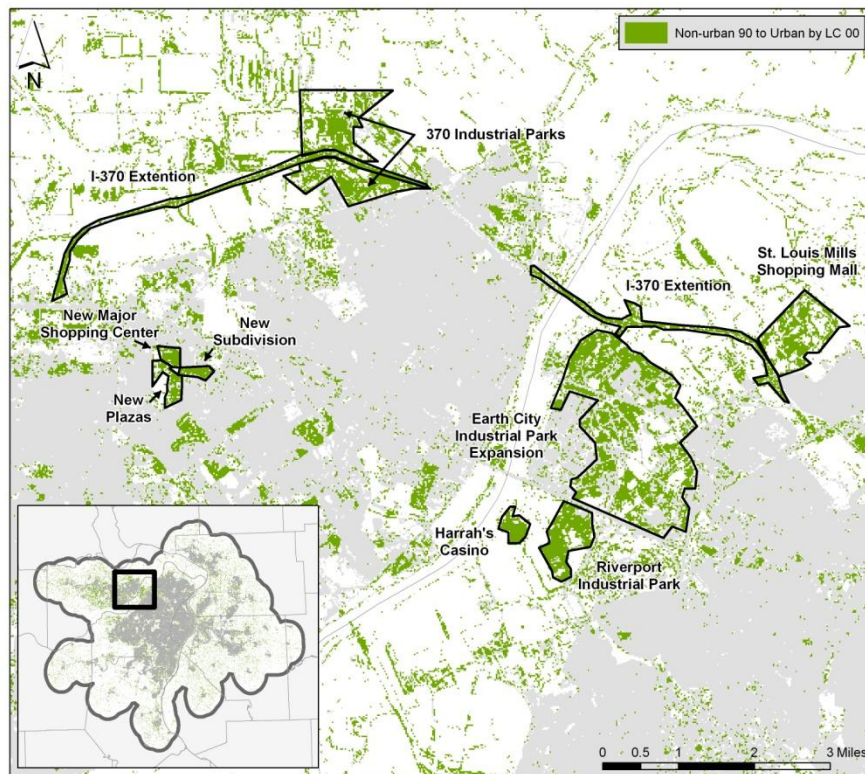 Non-urban 90 to Urban by LC 00
N
370 Industrial Parks
I-370 Extention
St. Louis Mills
Shopping Mall
I-370 Extention
New Major
Shopping Center
New
Subdivision
New
Plazas
Earth City
Industrial Park
Expansion
Harrah's
Casino
Riverport
Industrial Park
0 0.5 1 2 3 Miles